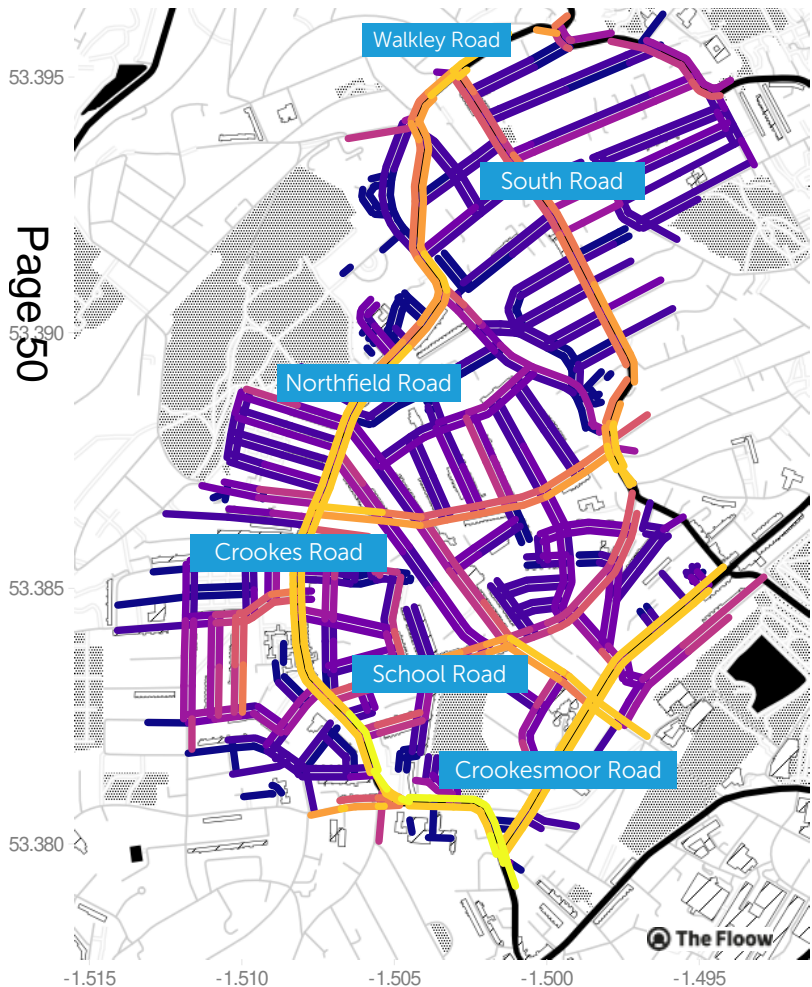 Walkley Road
53.395
South Road
Page 50
53.390
Northfield Road
Crookes Road
53.385
School Road
Crookesmoor Road
53.380
The Floow
-1.515 -1.510 -1.505 -1.500 -1.495